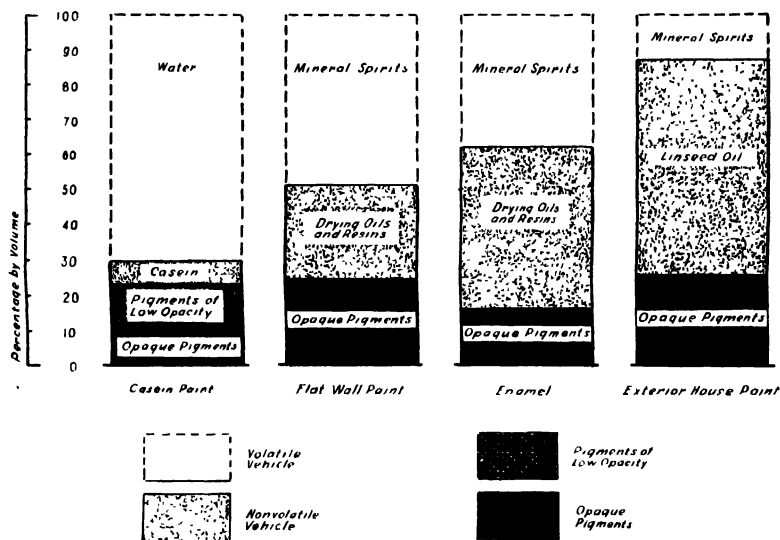 100
90
80
70
60
50
40
30
20
10
0
Percentage by Volume
Water
Casein
Pigments of
Low Opacity
Opaque Pigments
Casein Paint
Mineral Spirits
Drying Oils
and Resins
Opaque Pigments
Flat Wall Paint
Mineral Spirits
Drying Oils
and Resins
Opaque Pigments
Enamel
Mineral Spirits
Linseed Oil
Opaque Pigments
Exterior House Paint
Volatile
Vehicle
Nonvolatile
Vehicle
Pigments of
Low Opacity
Opaque
Pigments